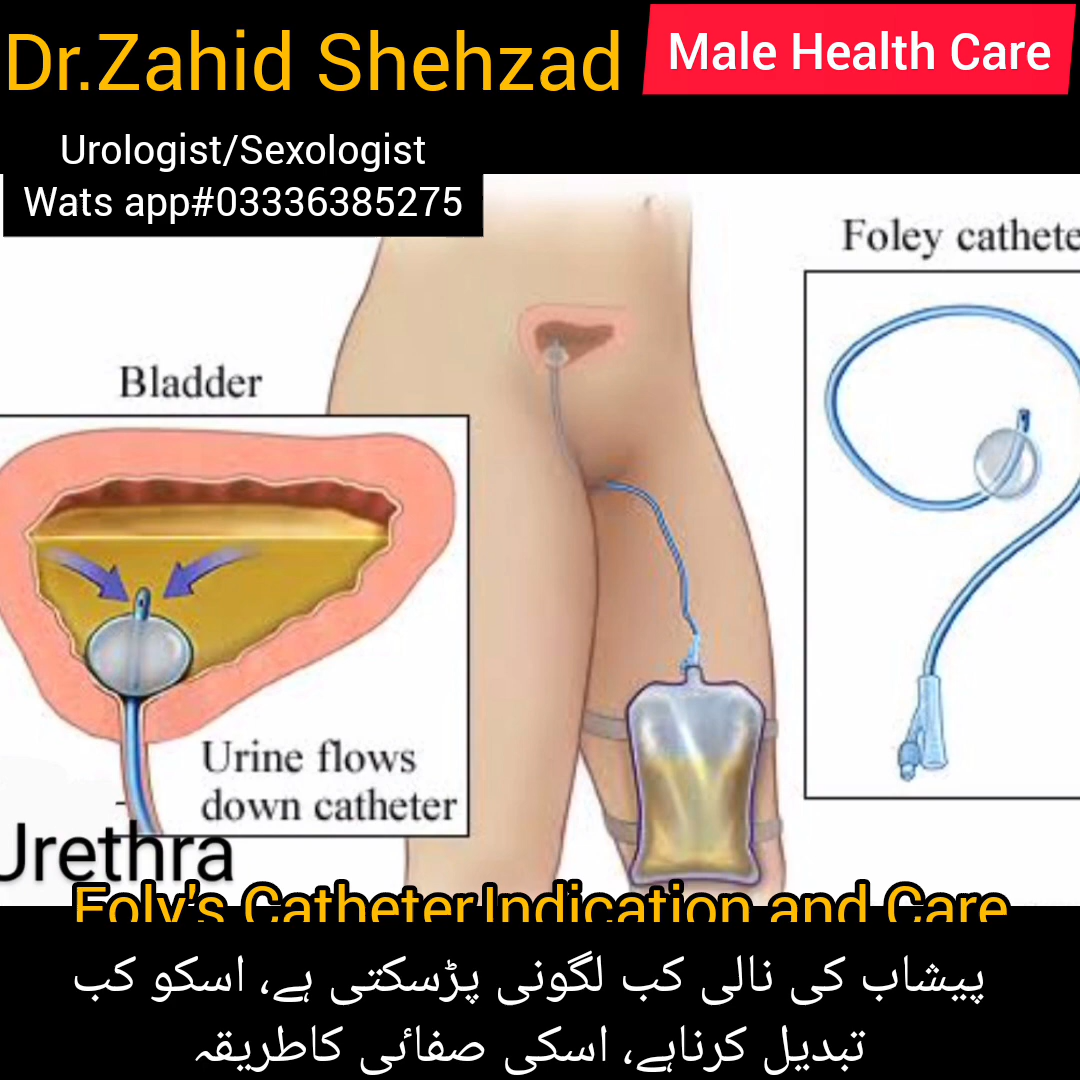 Dr.Zahid Shehzad
Male Health Care
Urologist/Sexologist
Wats app#03336385275
Foley cathete
Bladder
Urine flows
down catheter
Urethra
Foly's Catheter Indication and Care
پیشاب کی نالی کب لگونی پڑسکتی ہے، اسکو کب
تبدیل کرناہے، اسکی صفائی کاطریقہ